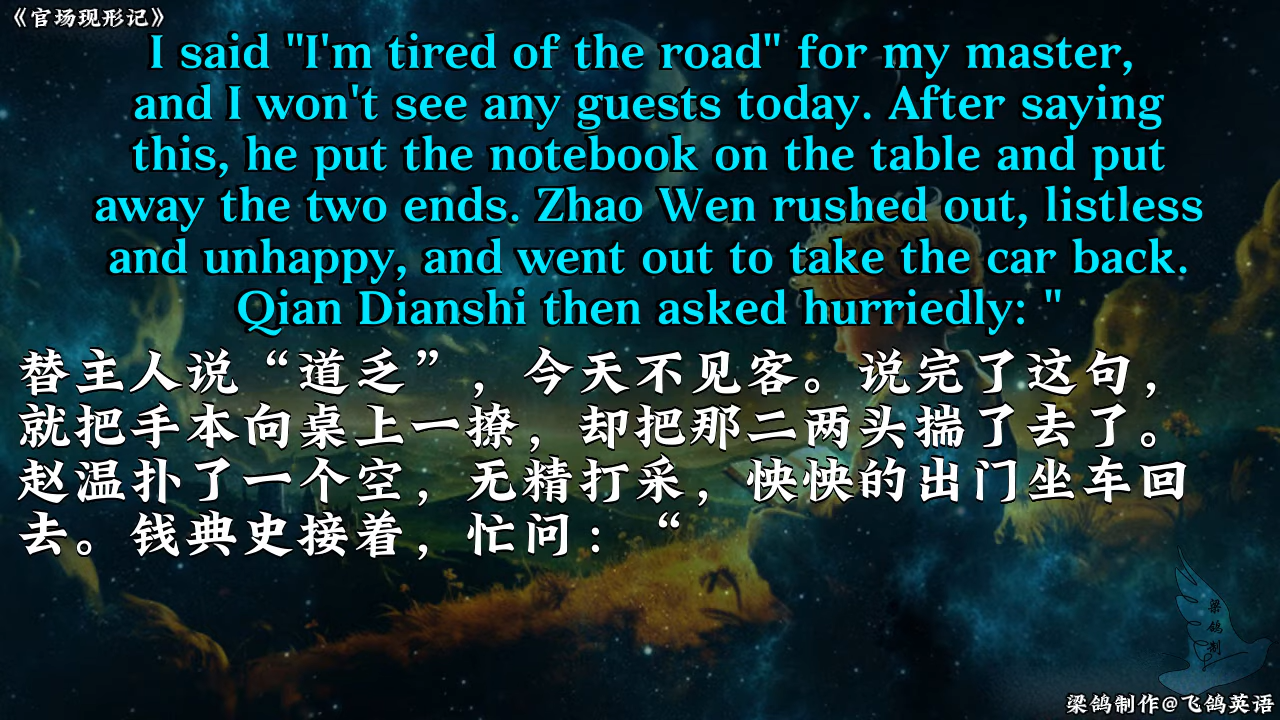 《官场现形记》
I said "I'm tired of the road" for my master,
and I won't see any guests today. After saying
this, he put the notebook on the table and put
away the two ends. Zhao Wen rushed out, listless
and unhappy, and went out to take the car back.
Qian Dianshi then asked hurriedly: "
替主人说“道乏”，今天不见客。说完了这句，
就把手本向桌上一撩，却把那二两头揣了去了。
赵温扑了一个空，无精打采，怏怏的出门坐车回
去。钱典史接着，忙问：“
梁鸽制
梁鸽制作@飞鸽英语